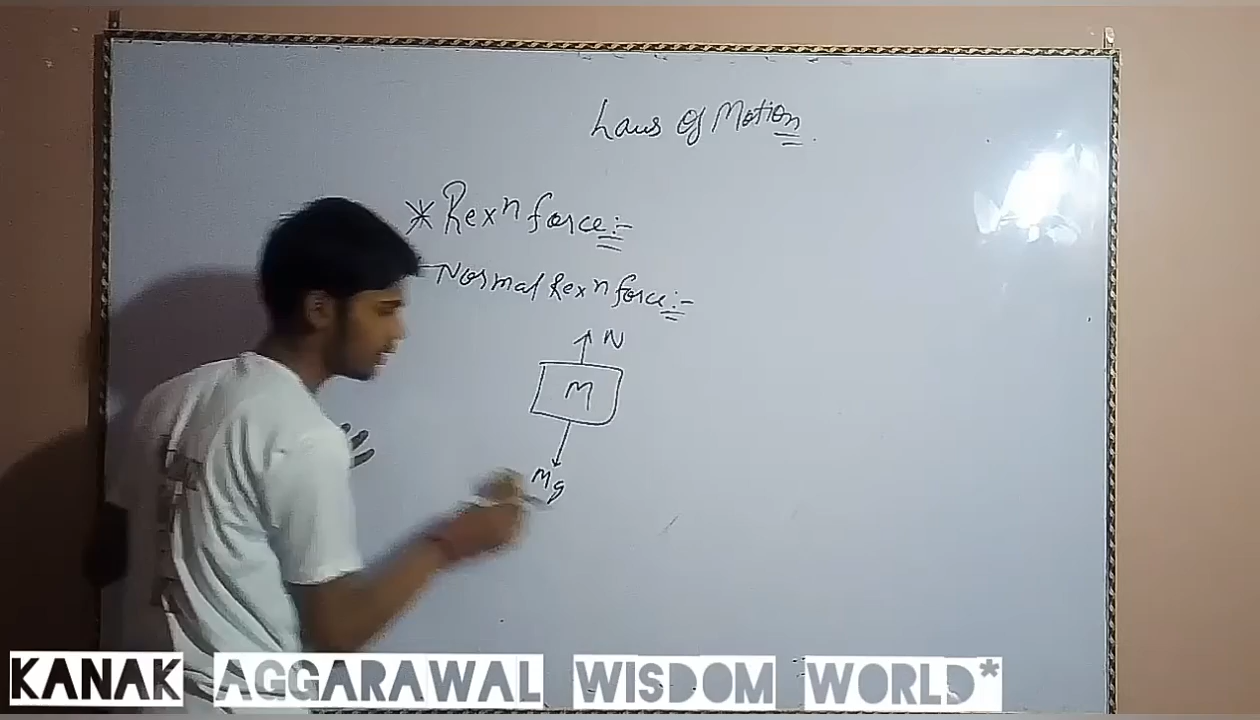 Laws Of Motion.
* Rexⁿ force:-
Normal Rexⁿ force:-
N
M
Mg
KANAK AGGARAWAL WISDOM WORLD*